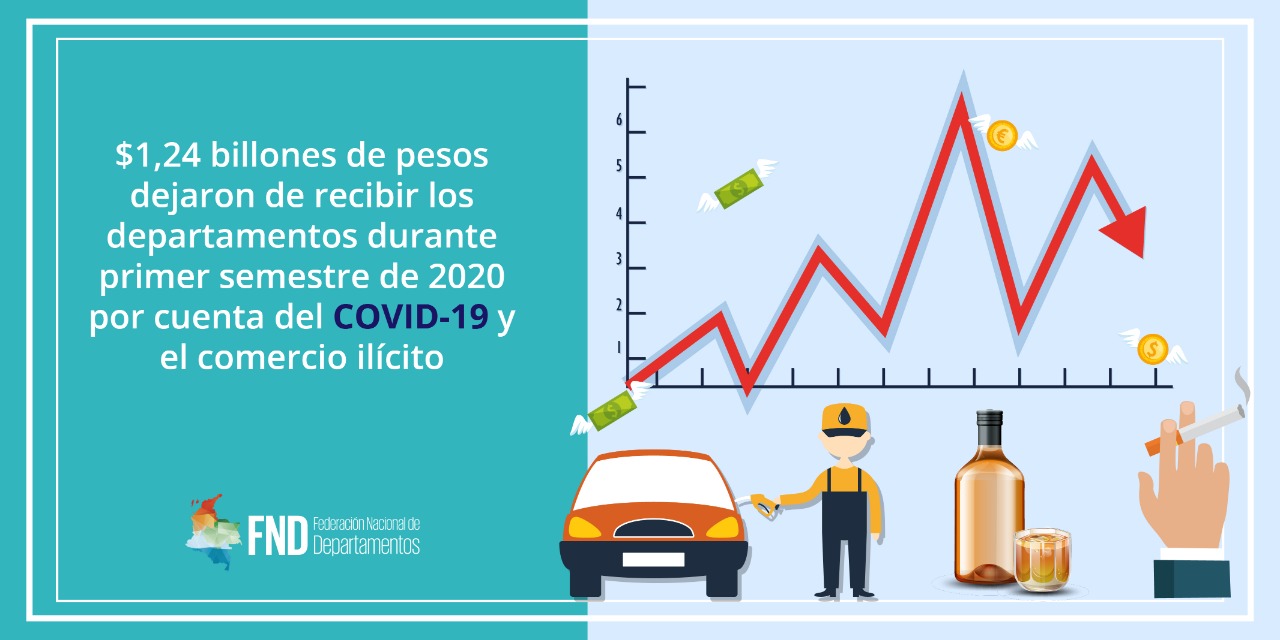 $1,24 billones de pesos
dejaron de recibir los
departamentos durante
primer semestre de 2020
por cuenta del COVID-19 y
el comercio ilícito
FND Federación Nacional de
Departamentos
6
5
4
3
2
1
€
$
$
$